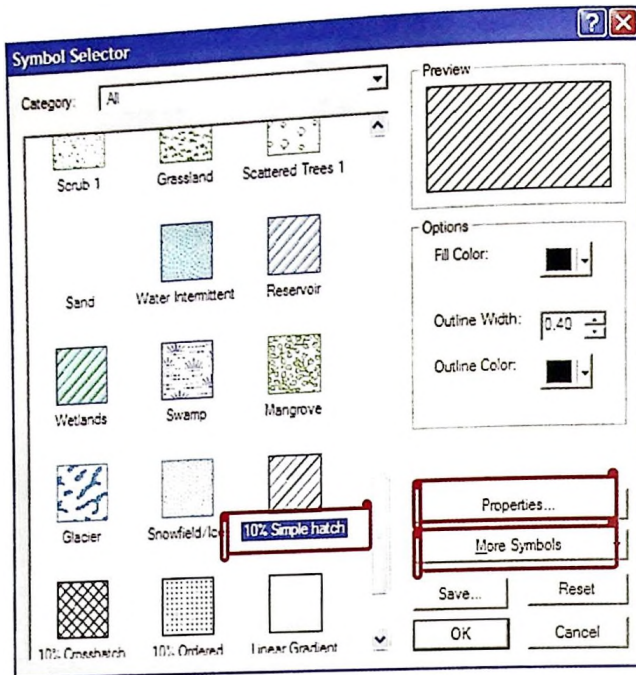 Symbol Selector
Category: All
Scrub 1 Grassland Scattered Trees 1
Sand Water Intermittent Reservoir
Wetlands Swamp Mangrove
Glacier Snowfield/Ice 10% Simple hatch
10% Crosshatch 10% Ordered Linear Gradient
Preview
Options
Fill Color:
Outline Width: 0.40
Outline Color:
Properties...
More Symbols
Save... Reset
OK Cancel